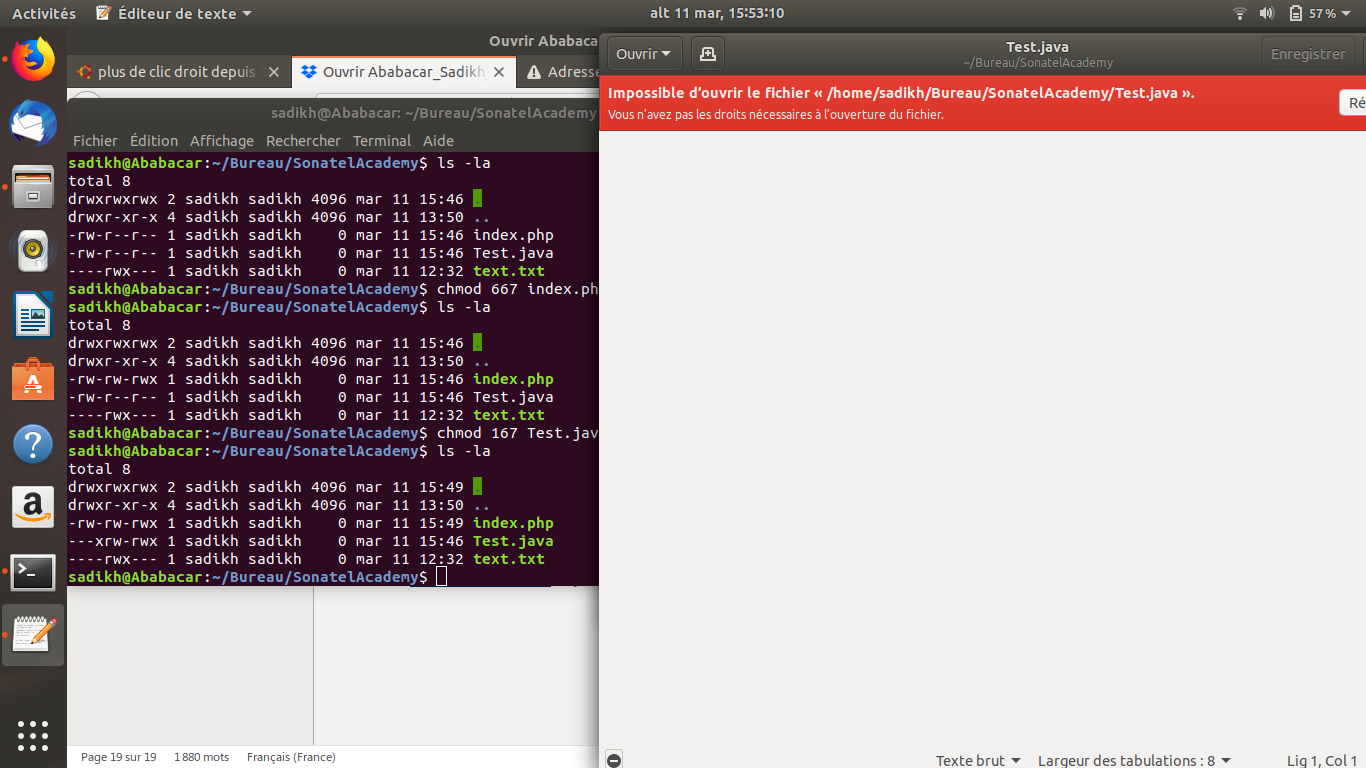 Activités
Éditeur de texte
alt 11 mar, 15:53:10
57 %
Ouvrir Ababaca
plus de clic droit depuis
Ouvrir Ababacar_Sadikh
Adresse
sadikh@Ababacar: ~/Bureau/SonatelAcademy
Fichier Édition Affichage Rechercher Terminal Aide
sadikh@Ababacar:~/Bureau/SonatelAcademy$ ls -la
total 8
drwxrwxrwx 2 sadikh sadikh 4096 mar 11 15:46 .
drwxr-xr-x 4 sadikh sadikh 4096 mar 11 13:50 ..
-rw-r--r-- 1 sadikh sadikh    0 mar 11 15:46 index.php
-rw-r--r-- 1 sadikh sadikh    0 mar 11 15:46 Test.java
----rwx--- 1 sadikh sadikh    0 mar 11 12:32 text.txt
sadikh@Ababacar:~/Bureau/SonatelAcademy$ chmod 667 index.ph
sadikh@Ababacar:~/Bureau/SonatelAcademy$ ls -la
total 8
drwxrwxrwx 2 sadikh sadikh 4096 mar 11 15:46 .
drwxr-xr-x 4 sadikh sadikh 4096 mar 11 13:50 ..
-rw-rw-rwx 1 sadikh sadikh    0 mar 11 15:46 index.php
-rw-r--r-- 1 sadikh sadikh    0 mar 11 15:46 Test.java
----rwx--- 1 sadikh sadikh    0 mar 11 12:32 text.txt
sadikh@Ababacar:~/Bureau/SonatelAcademy$ chmod 167 Test.jav
sadikh@Ababacar:~/Bureau/SonatelAcademy$ ls -la
total 8
drwxrwxrwx 2 sadikh sadikh 4096 mar 11 15:49 .
drwxr-xr-x 4 sadikh sadikh 4096 mar 11 13:50 ..
-rw-rw-rwx 1 sadikh sadikh    0 mar 11 15:49 index.php
---xrw-rwx 1 sadikh sadikh    0 mar 11 15:46 Test.java
----rwx--- 1 sadikh sadikh    0 mar 11 12:32 text.txt
sadikh@Ababacar:~/Bureau/SonatelAcademy$
Page 19 sur 19 1 880 mots Français (France)
Ouvrir
Test.java
~/Bureau/SonatelAcademy
Enregistrer
Impossible d'ouvrir le fichier « /home/sadikh/Bureau/SonatelAcademy/Test.java ».
Vous n'avez pas les droits nécessaires à l'ouverture du fichier.
Ré
Texte brut
Largeur des tabulations : 8
Lig 1, Col 1